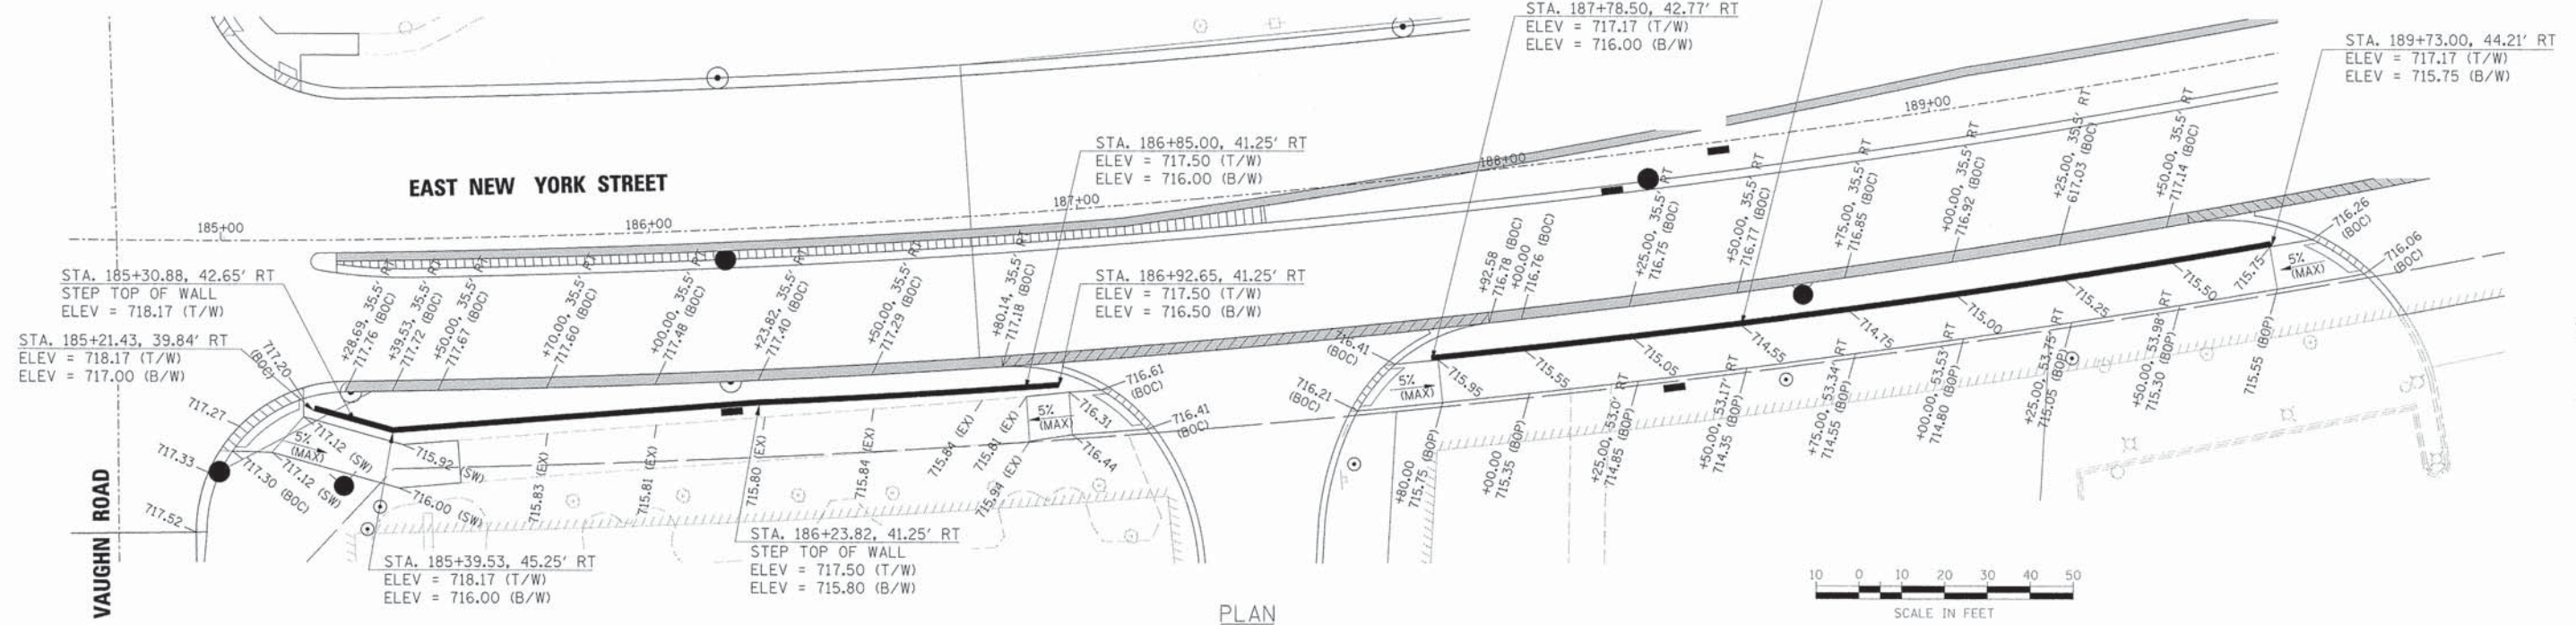 STA. 187+78.50, 42.77' RT
ELEV = 717.17 (T/W)
ELEV = 716.00 (B/W)
STA. 189+73.00, 44.21' RT
ELEV = 717.17 (T/W)
ELEV = 715.75 (B/W)
STA. 186+85.00, 41.25' RT
ELEV = 717.50 (T/W)
ELEV = 716.00 (B/W)
EAST NEW YORK STREET
185+00
186+00
187+00
188+00
189+00
STA. 185+30.88, 42.65' RT
STEP TOP OF WALL
ELEV = 718.17 (T/W)
STA. 186+92.65, 41.25' RT
ELEV = 717.50 (T/W)
ELEV = 716.50 (B/W)
STA. 185+21.43, 39.84' RT
ELEV = 718.17 (T/W)
ELEV = 717.00 (B/W)
+28.69, 35.5' RT
717.76 (BOC)
+39.53, 35.5' RT
717.72 (BOC)
+50.00, 35.5' RT
717.67 (BOC)
+70.00, 35.5' RT
717.60 (BOC)
+00.00, 35.5' RT
717.48 (BOC)
+23.82, 35.5' RT
717.40 (BOC)
+50.00, 35.5' RT
717.29 (BOC)
+80.14, 35.5' RT
717.18 (BOC)
+92.58
716.78 (BOC)
+00.00
716.76 (BOC)
+25.00, 35.5' RT
716.75 (BOC)
+50.00, 35.5' RT
716.77 (BOC)
+75.00, 35.5' RT
716.85 (BOC)
+00.00, 35.5' RT
716.92 (BOC)
+25.00, 35.5' RT
617.03 (BOC)
+50.00, 35.5' RT
717.14 (BOC)
716.26
(BOC)
716.06
(BOC)
5%
(MAX)
717.20
(BOC)
717.27
717.33
717.30 (BOC)
717.52
5%
(MAX)
717.12 (SW)
717.12 (SW)
715.92 (SW)
716.00 (SW)
715.83 (EX)
715.81 (EX)
715.80 (EX)
715.84 (EX)
715.84 (EX)
715.81 (EX)
715.94 (EX)
5%
(MAX)
716.31
716.44
716.61
(BOC)
716.41
(BOC)
716.41
(BOC)
716.21
(BOC)
5%
(MAX)
715.95
715.55
715.05
714.55
714.75
715.00
715.25
715.50
715.75
+80.00
715.75 (BOP)
+00.00
715.35 (BOP)
+25.00, 53.0' RT
714.85 (BOP)
+50.00, 53.17' RT
714.35 (BOP)
+75.00, 53.34' RT
714.55 (BOP)
+00.00, 53.53' RT
714.80 (BOP)
+25.00, 53.75' RT
715.05 (BOP)
+50.00, 53.98' RT
715.30 (BOP)
715.55 (BOP)
VAUGHN ROAD
STA. 185+39.53, 45.25' RT
ELEV = 718.17 (T/W)
ELEV = 716.00 (B/W)
STA. 186+23.82, 41.25' RT
STEP TOP OF WALL
ELEV = 717.50 (T/W)
ELEV = 715.80 (B/W)
PLAN
10 0 10 20 30 40 50
SCALE IN FEET